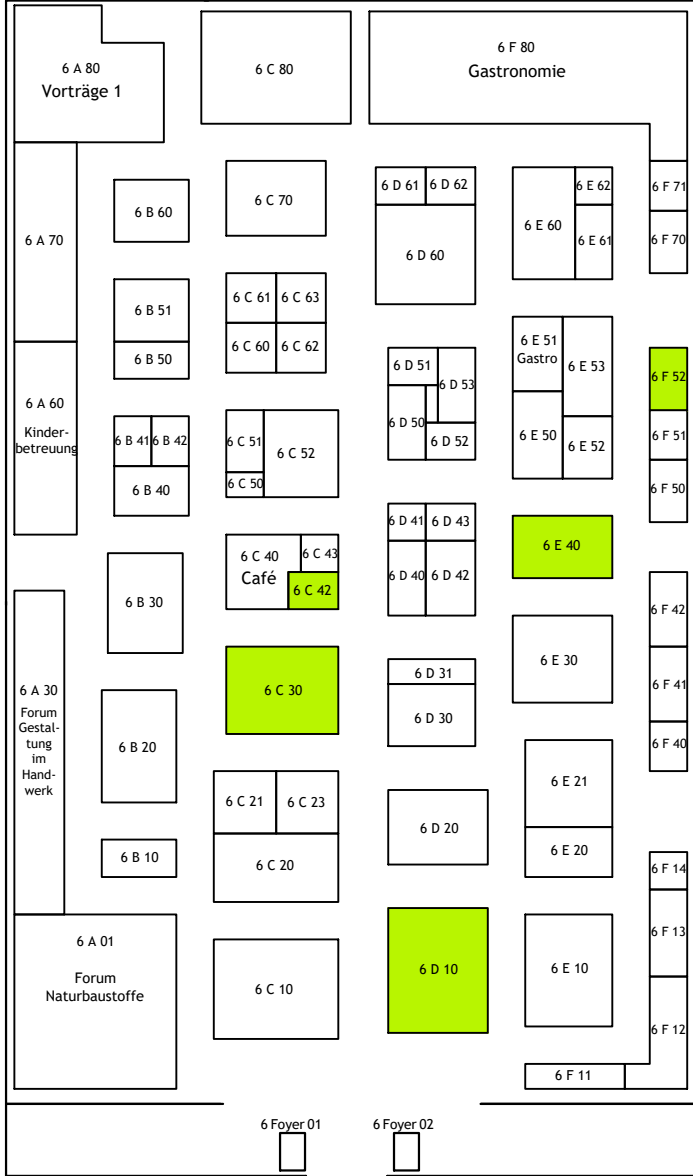 6 A 80
Vorträge 1
6 C 80
6 F 80
Gastronomie
6 A 70
6 B 60
6 C 70
6 D 61
6 D 62
6 D 60
6 E 60
6 E 62
6 E 61
6 F 71
6 F 70
6 B 51
6 B 50
6 C 61
6 C 63
6 C 60
6 C 62
6 A 60
Kinder-
betreuung
6 D 51
6 D 53
6 D 50
6 D 52
6 E 51
Gastro
6 E 53
6 E 50
6 E 52
6 F 52
6 F 51
6 F 50
6 B 41
6 B 42
6 B 40
6 C 51
6 C 52
6 C 50
6 D 41
6 D 43
6 D 40
6 D 42
6 E 40
6 C 40
Café
6 C 43
6 C 42
6 B 30
6 A 30
Forum
Gestal-
tung
im
Hand-
werk
6 C 30
6 D 31
6 D 30
6 E 30
6 F 42
6 F 41
6 F 40
6 B 20
6 C 21
6 C 23
6 C 20
6 D 20
6 E 21
6 E 20
6 B 10
6 F 14
6 F 13
6 F 12
6 A 01
Forum
Naturbaustoffe
6 C 10
6 D 10
6 E 10
6 F 11
6 Foyer 01
6 Foyer 02